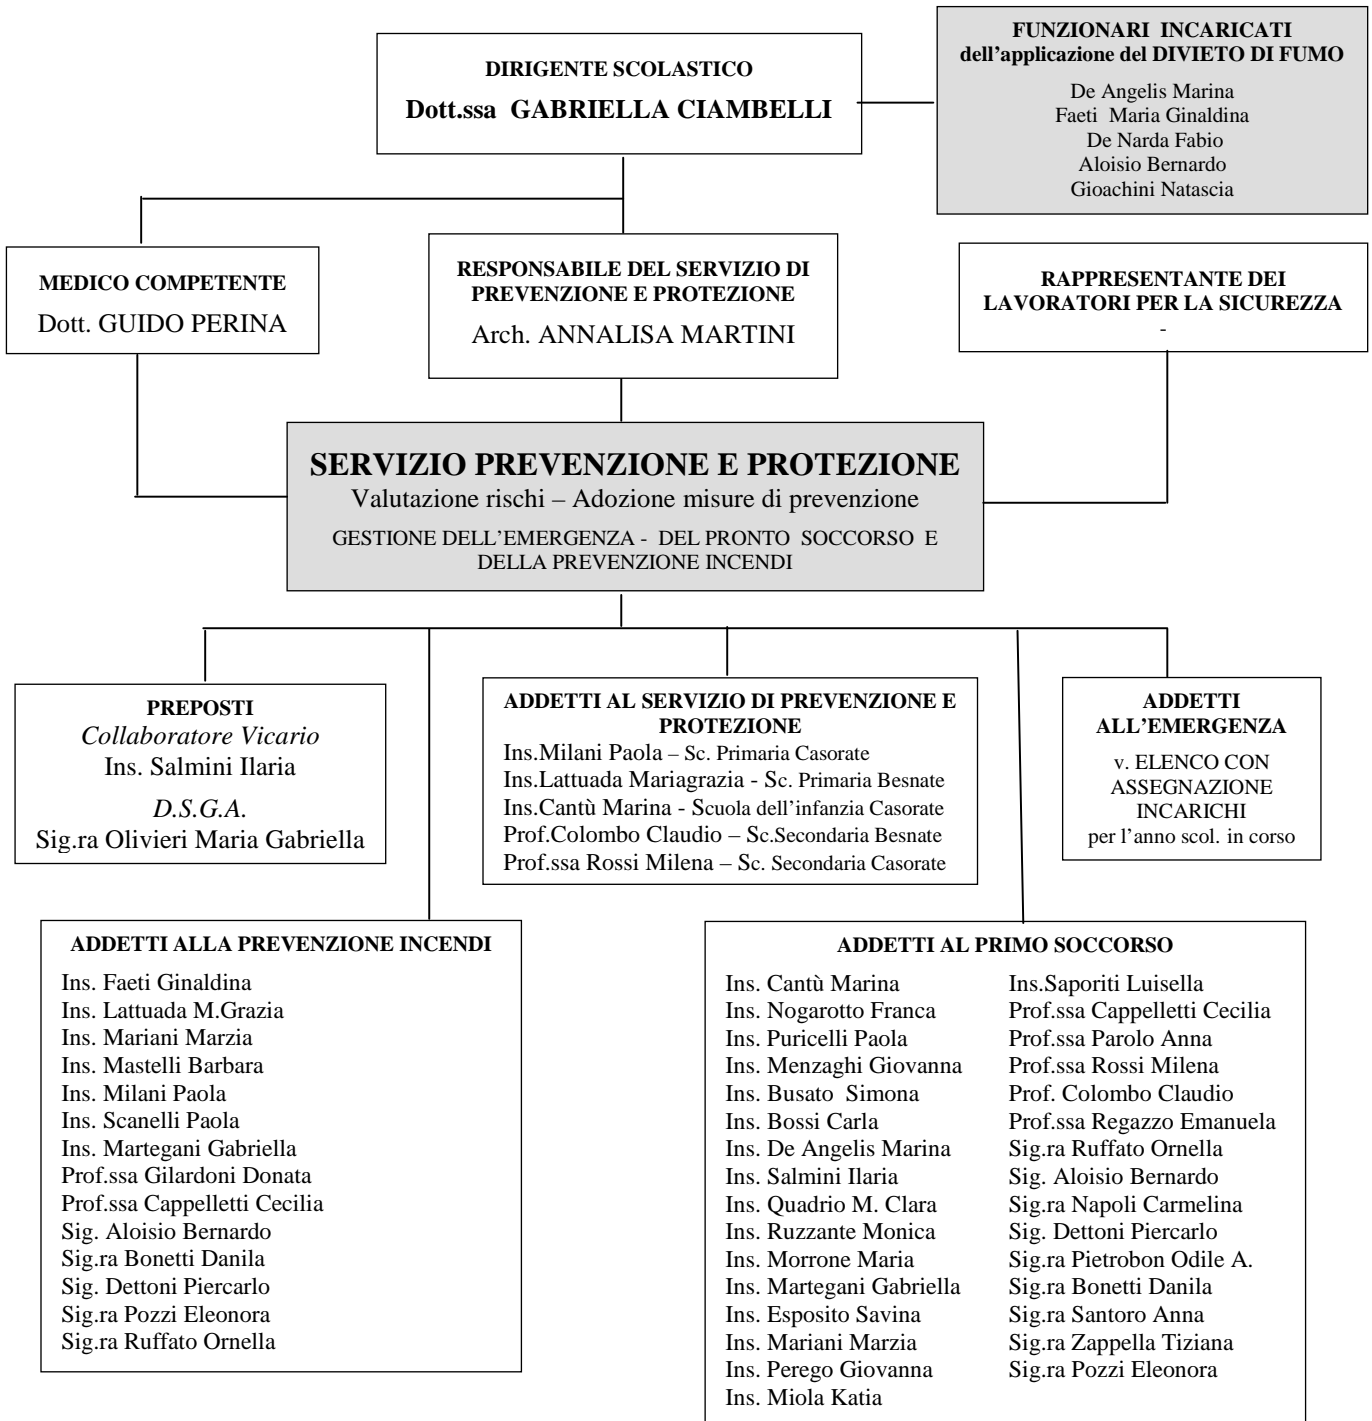 DIRIGENTE SCOLASTICO
Dott.ssa GABRIELLA CIAMBELLI
FUNZIONARI INCARICATI
dell'applicazione del DIVIETO DI FUMO
De Angelis Marina
Faeti Maria Ginaldina
De Narda Fabio
Aloisio Bernardo
Gioachini Natascia
MEDICO COMPETENTE
Dott. GUIDO PERINA
RESPONSABILE DEL SERVIZIO DI
PREVENZIONE E PROTEZIONE
Arch. ANNALISA MARTINI
RAPPRESENTANTE DEI
LAVORATORI PER LA SICUREZZA
-
SERVIZIO PREVENZIONE E PROTEZIONE
Valutazione rischi – Adozione misure di prevenzione
GESTIONE DELL'EMERGENZA - DEL PRONTO SOCCORSO E
DELLA PREVENZIONE INCENDI
PREPOSTI
Collaboratore Vicario
Ins. Salmini Ilaria
D.S.G.A.
Sig.ra Olivieri Maria Gabriella
ADDETTI AL SERVIZIO DI PREVENZIONE E
PROTEZIONE
Ins.Milani Paola – Sc. Primaria Casorate
Ins.Lattuada Mariagrazia - Sc. Primaria Besnate
Ins.Cantù Marina - Scuola dell'infanzia Casorate
Prof.Colombo Claudio – Sc.Secondaria Besnate
Prof.ssa Rossi Milena – Sc. Secondaria Casorate
ADDETTI
ALL'EMERGENZA
v. ELENCO CON
ASSEGNAZIONE
INCARICHI
per l'anno scol. in corso
ADDETTI ALLA PREVENZIONE INCENDI
Ins. Faeti Ginaldina
Ins. Lattuada M.Grazia
Ins. Mariani Marzia
Ins. Mastelli Barbara
Ins. Milani Paola
Ins. Scanelli Paola
Ins. Martegani Gabriella
Prof.ssa Gilardoni Donata
Prof.ssa Cappelletti Cecilia
Sig. Aloisio Bernardo
Sig.ra Bonetti Danila
Sig. Dettoni Piercarlo
Sig.ra Pozzi Eleonora
Sig.ra Ruffato Ornella
ADDETTI AL PRIMO SOCCORSO
Ins. Cantù Marina
Ins. Nogarotto Franca
Ins. Puricelli Paola
Ins. Menzaghi Giovanna
Ins. Busato Simona
Ins. Bossi Carla
Ins. De Angelis Marina
Ins. Salmini Ilaria
Ins. Quadrio M. Clara
Ins. Ruzzante Monica
Ins. Morrone Maria
Ins. Martegani Gabriella
Ins. Esposito Savina
Ins. Mariani Marzia
Ins. Perego Giovanna
Ins. Miola Katia
Ins.Saporiti Luisella
Prof.ssa Cappelletti Cecilia
Prof.ssa Parolo Anna
Prof.ssa Rossi Milena
Prof. Colombo Claudio
Prof.ssa Regazzo Emanuela
Sig.ra Ruffato Ornella
Sig. Aloisio Bernardo
Sig.ra Napoli Carmelina
Sig. Dettoni Piercarlo
Sig.ra Pietrobon Odile A.
Sig.ra Bonetti Danila
Sig.ra Santoro Anna
Sig.ra Zappella Tiziana
Sig.ra Pozzi Eleonora